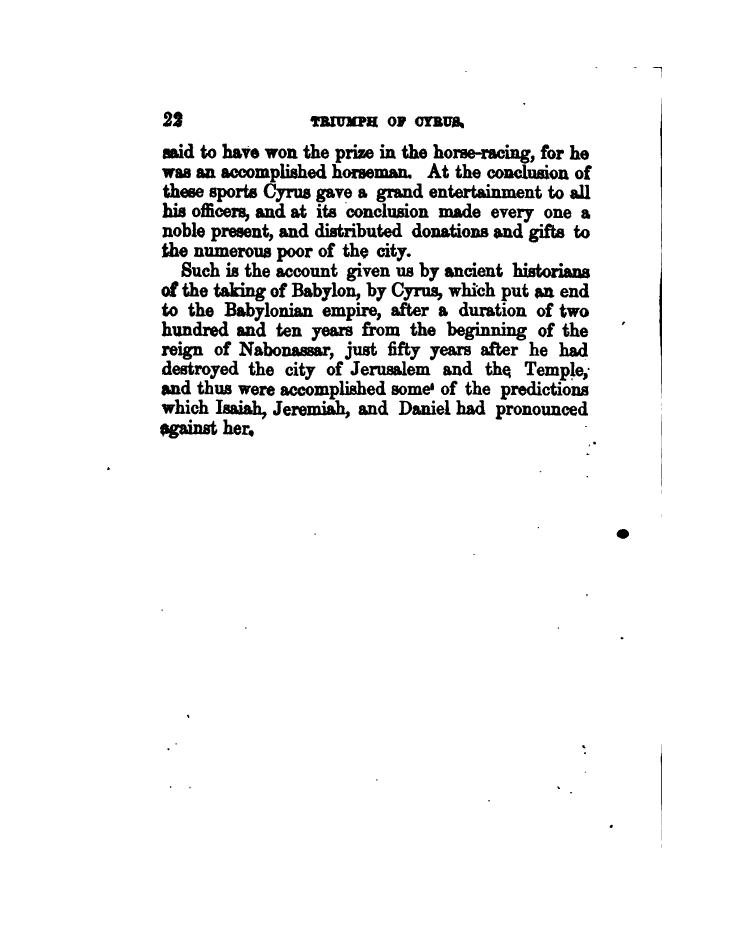 22 TRIUMPH OF CYRUS.
said to have won the prize in the horse-racing, for he
was an accomplished horseman. At the conclusion of
these sports Cyrus gave a grand entertainment to all
his officers, and at its conclusion made every one a
noble present, and distributed donations and gifts to
the numerous poor of the city.
Such is the account given us by ancient historians
of the taking of Babylon, by Cyrus, which put an end
to the Babylonian empire, after a duration of two
hundred and ten years from the beginning of the
reign of Nabonassar, just fifty years after he had
destroyed the city of Jerusalem and the Temple,
and thus were accomplished some of the predictions
which Isaiah, Jeremiah, and Daniel had pronounced
against her.